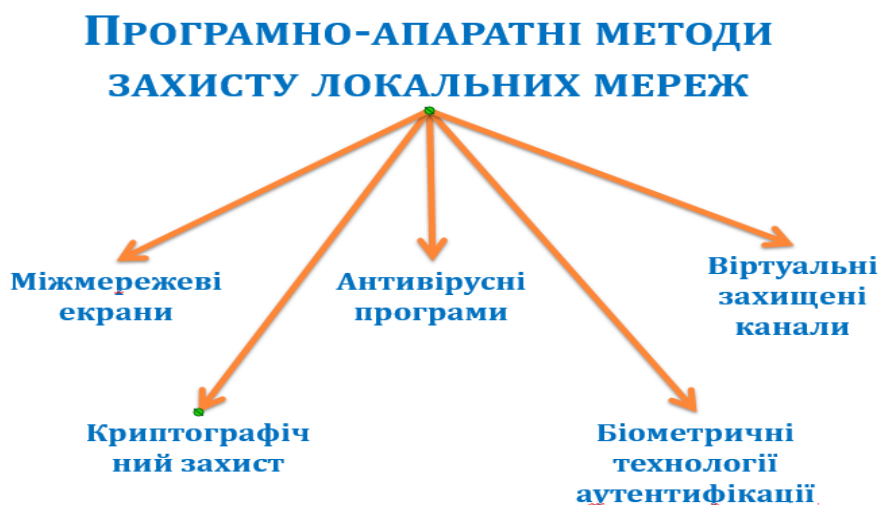 Програмно-апаратні методи
захисту локальних мереж
Міжмережеві
екрани
Антивірусні
програми
Віртуальні
захищені
канали
Криптографіч
ний захист
Біометричні
технології
аутентифікації